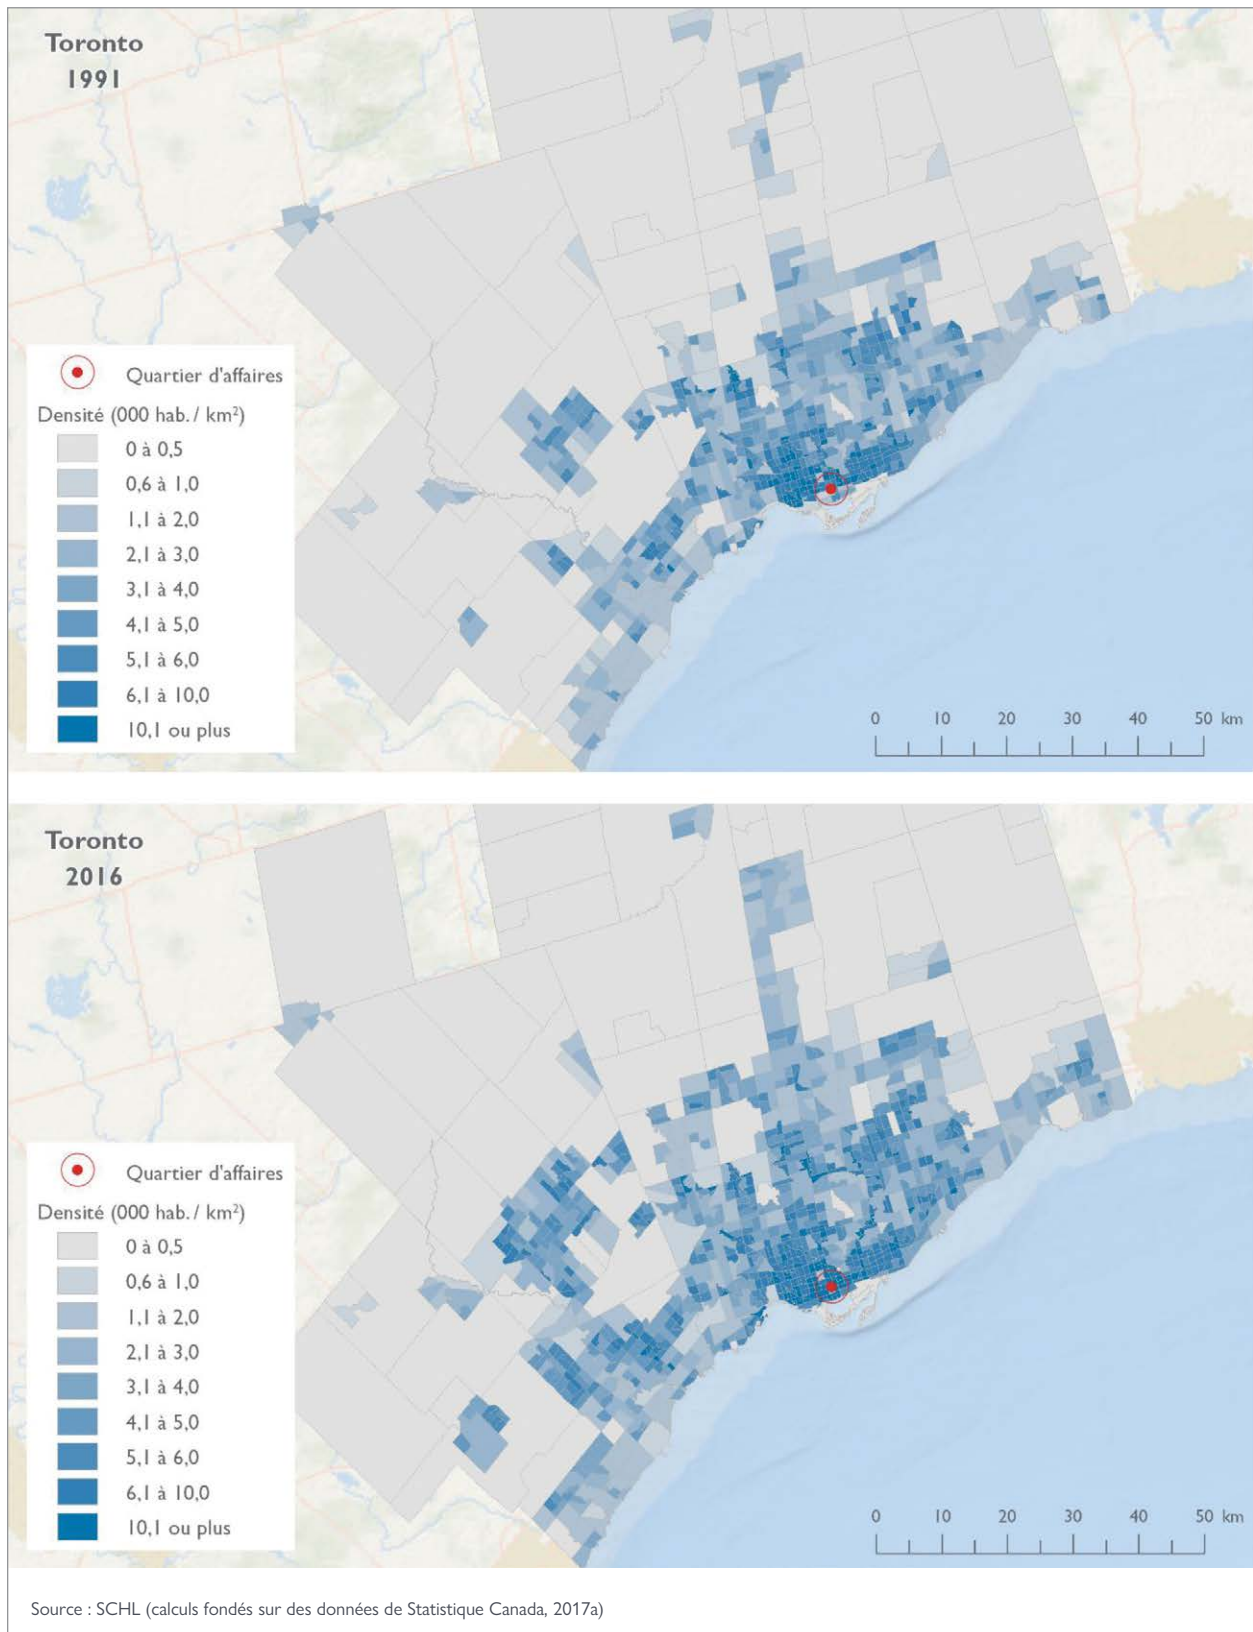 Toronto
1991
Quartier d'affaires
Densité (000 hab. / km²)
0 à 0,5
0,6 à 1,0
1,1 à 2,0
2,1 à 3,0
3,1 à 4,0
4,1 à 5,0
5,1 à 6,0
6,1 à 10,0
10,1 ou plus
0 10 20 30 40 50 km
Toronto
2016
Quartier d'affaires
Densité (000 hab. / km²)
0 à 0,5
0,6 à 1,0
1,1 à 2,0
2,1 à 3,0
3,1 à 4,0
4,1 à 5,0
5,1 à 6,0
6,1 à 10,0
10,1 ou plus
0 10 20 30 40 50 km
Source : SCHL (calculs fondés sur des données de Statistique Canada, 2017a)